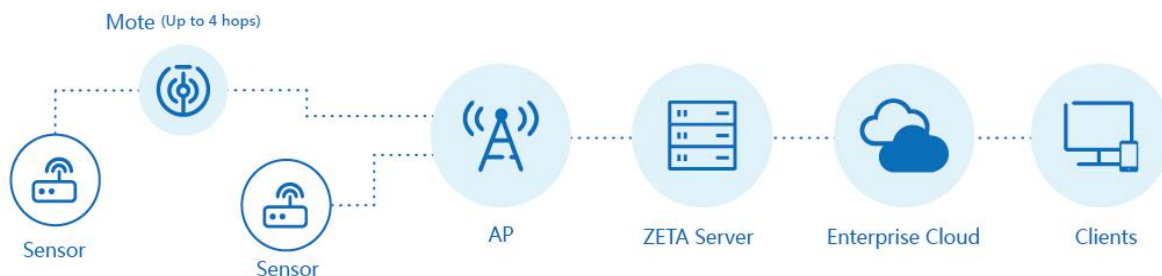 Mote (Up to 4 hops)
Sensor
Sensor
AP
ZETA Server
Enterprise Cloud
Clients